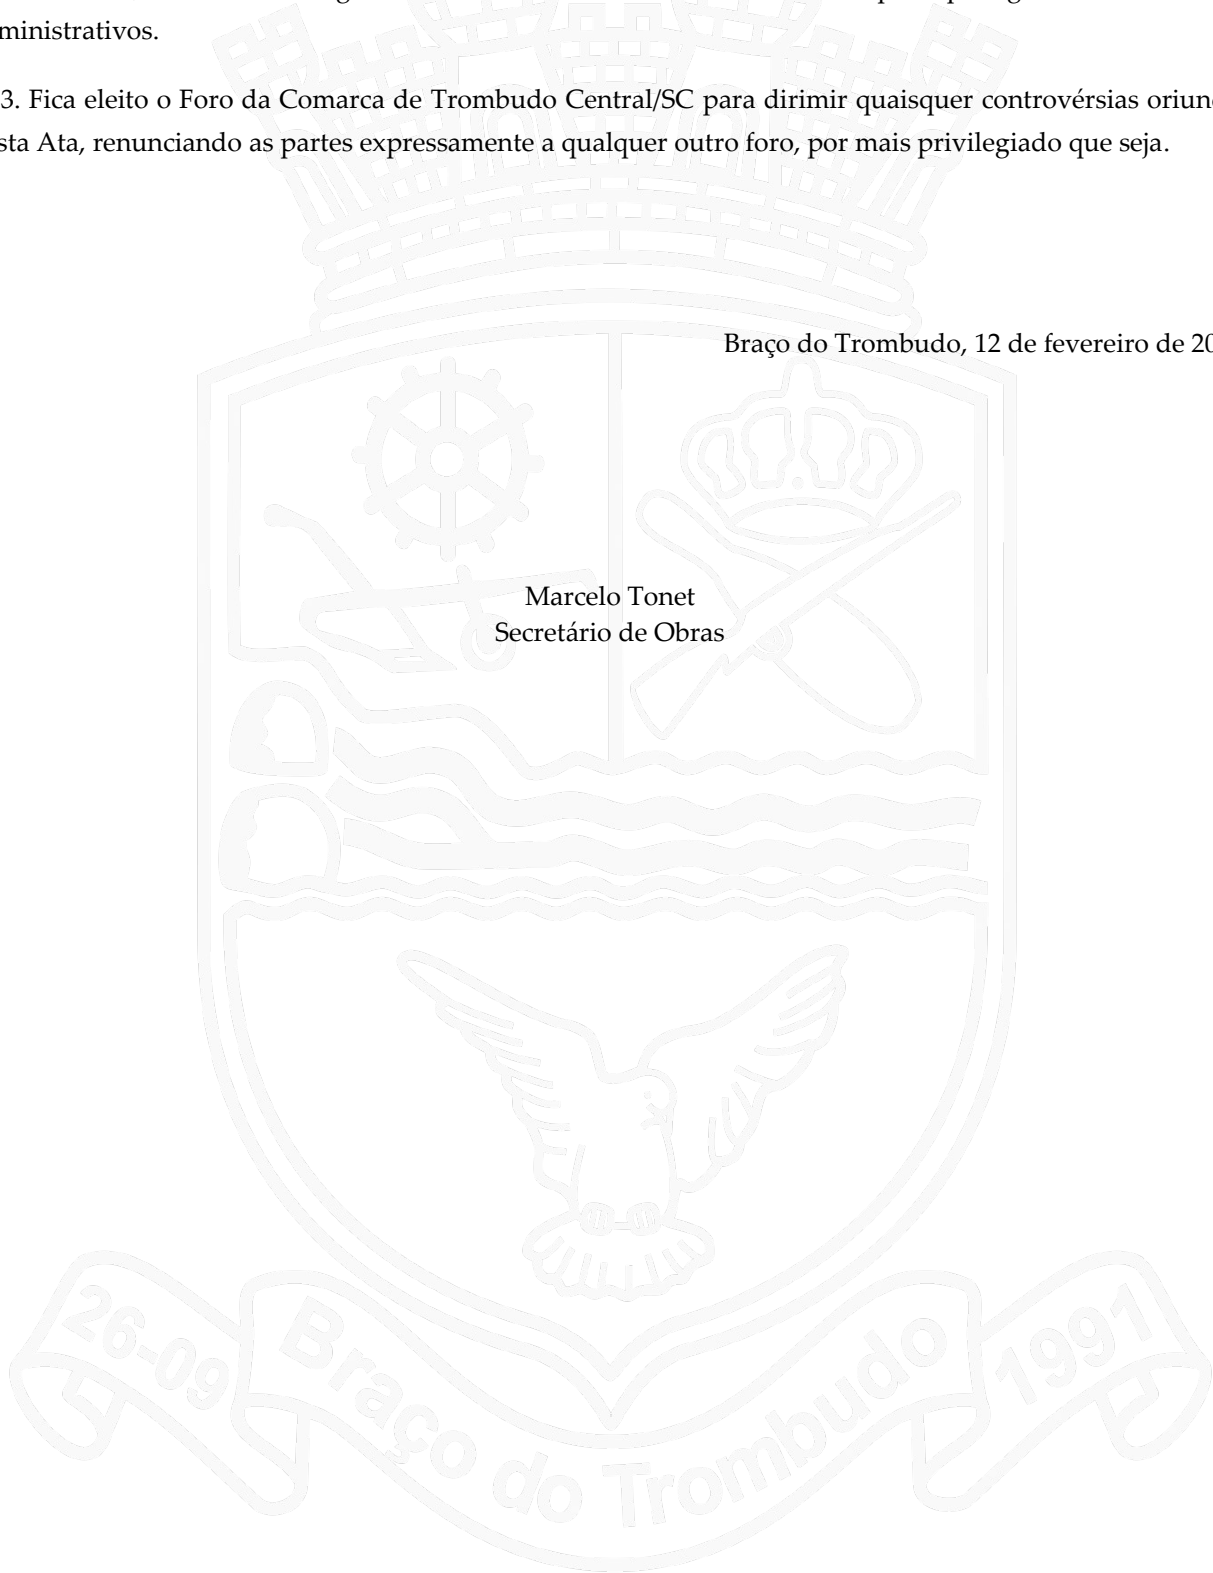 ministrativos.
3. Fica eleito o Foro da Comarca de Trombudo Central/SC para dirimir quaisquer controvérsias oriun
sta Ata, renunciando as partes expressamente a qualquer outro foro, por mais privilegiado que seja.
Braço do Trombudo, 12 de fevereiro de 20
Marcelo Tonet
Secretário de Obras
26-09 Braço do Trombudo 1991